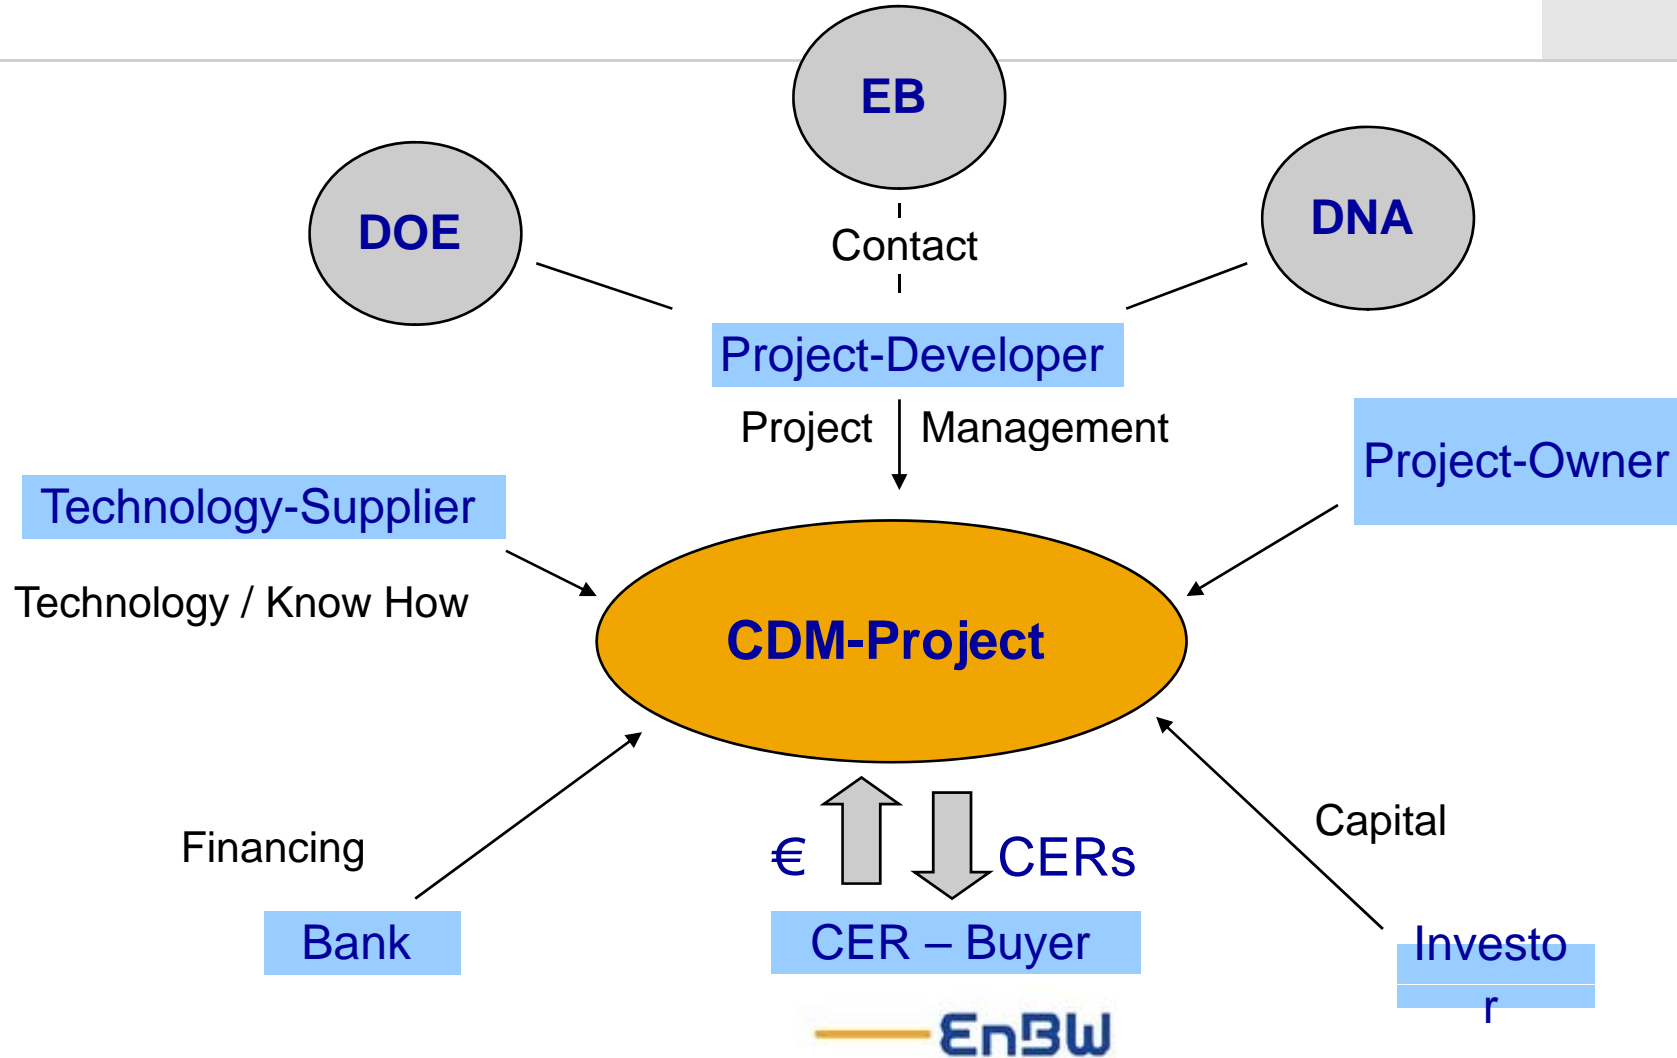 EB
DOE
DNA
Contact
Project-Developer
Project Management
Project-Owner
Technology-Supplier
Technology / Know How
CDM-Project
Capital
Financing
€ CERs
Bank
CER – Buyer
Investo
r
EnBW